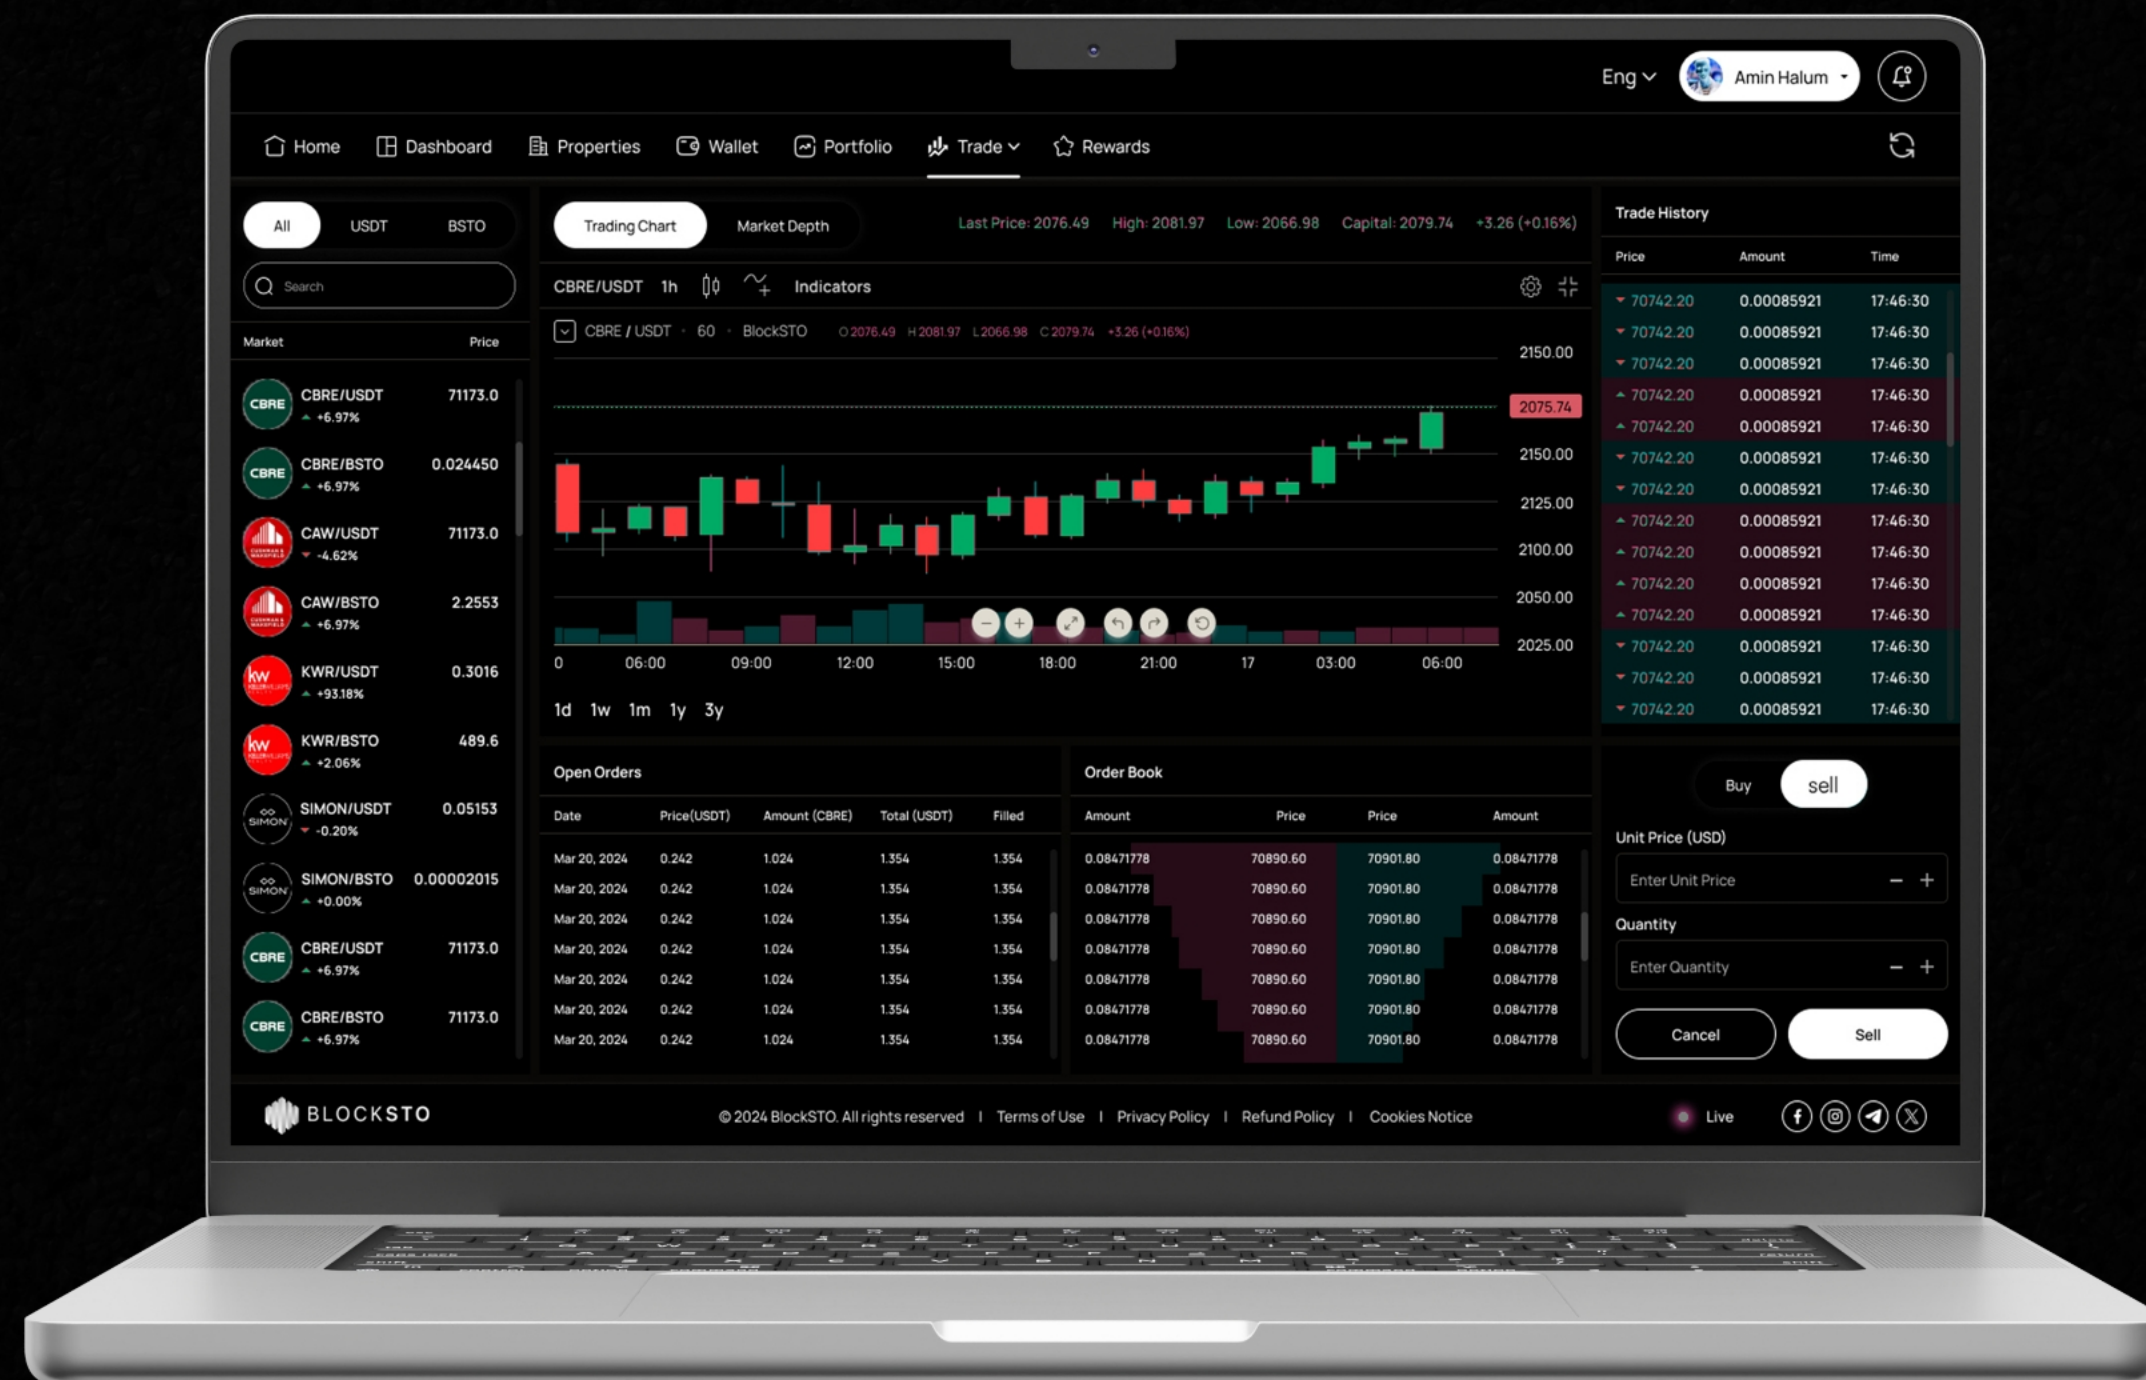 Eng
Amin Halum
Home Dashboard Properties Wallet Portfolio Trade Rewards
All USDT BSTO
Search
Market Price
CBRE
CBRE/USDT 71173.0
+6.97%
CBRE
CBRE/BSTO 0.024450
+6.97%
CUSHMAN & WAKEFIELD
CAW/USDT 71173.0
-4.62%
CUSHMAN & WAKEFIELD
CAW/BSTO 2.2553
+6.97%
kw
KWR/USDT 0.3016
+93.18%
kw
KWR/BSTO 489.6
+2.06%
SIMON
SIMON/USDT 0.05153
-0.20%
SIMON
SIMON/BSTO 0.00002015
+0.00%
CBRE
CBRE/USDT 71173.0
+6.97%
CBRE
CBRE/BSTO 71173.0
+6.97%
Trading Chart Market Depth Last Price: 2076.49 High: 2081.97 Low: 2066.98 Capital: 2079.74 +3.26 (+0.16%)
CBRE/USDT 1h Indicators
CBRE / USDT · 60 · BlockSTO O 2076.49 H 2081.97 L 2066.98 C 2079.74 +3.26 (+0.16%)
2150.00
2075.74
2150.00
2125.00
2100.00
2050.00
2025.00
0 06:00 09:00 12:00 15:00 18:00 21:00 17 03:00 06:00
1d 1w 1m 1y 3y
Trade History
Price Amount Time
70742.20 0.00085921 17:46:30
70742.20 0.00085921 17:46:30
70742.20 0.00085921 17:46:30
70742.20 0.00085921 17:46:30
70742.20 0.00085921 17:46:30
70742.20 0.00085921 17:46:30
70742.20 0.00085921 17:46:30
70742.20 0.00085921 17:46:30
70742.20 0.00085921 17:46:30
70742.20 0.00085921 17:46:30
70742.20 0.00085921 17:46:30
70742.20 0.00085921 17:46:30
70742.20 0.00085921 17:46:30
70742.20 0.00085921 17:46:30
Open Orders
Date Price(USDT) Amount (CBRE) Total (USDT) Filled
Mar 20, 2024 0.242 1.024 1.354 1.354
Mar 20, 2024 0.242 1.024 1.354 1.354
Mar 20, 2024 0.242 1.024 1.354 1.354
Mar 20, 2024 0.242 1.024 1.354 1.354
Mar 20, 2024 0.242 1.024 1.354 1.354
Mar 20, 2024 0.242 1.024 1.354 1.354
Mar 20, 2024 0.242 1.024 1.354 1.354
Order Book
Amount Price Price Amount
0.08471778 70890.60 70901.80 0.08471778
0.08471778 70890.60 70901.80 0.08471778
0.08471778 70890.60 70901.80 0.08471778
0.08471778 70890.60 70901.80 0.08471778
0.08471778 70890.60 70901.80 0.08471778
0.08471778 70890.60 70901.80 0.08471778
0.08471778 70890.60 70901.80 0.08471778
Buy sell
Unit Price (USD)
Enter Unit Price
Quantity
Enter Quantity
Cancel Sell
BLOCKSTO
© 2024 BlockSTO. All rights reserved | Terms of Use | Privacy Policy | Refund Policy | Cookies Notice
Live